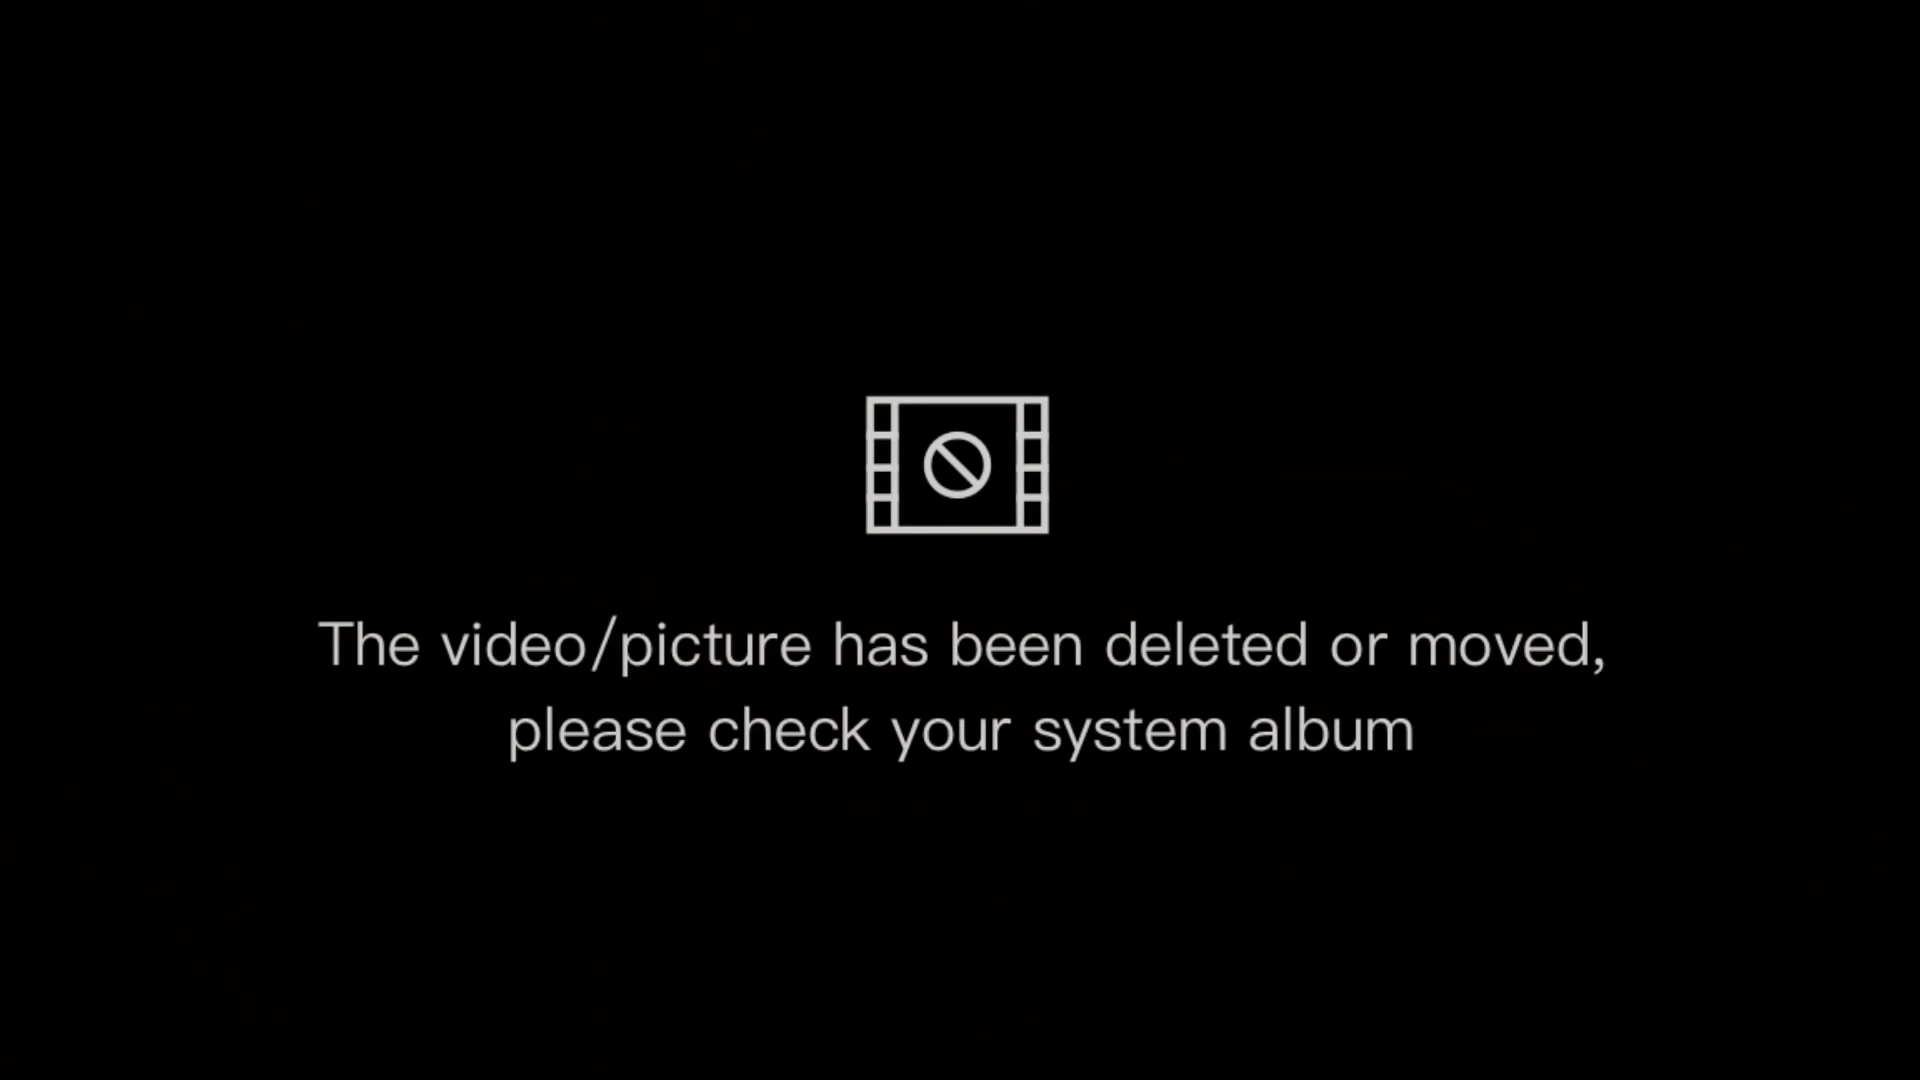 The video/picture has been deleted or moved,
please check your system album